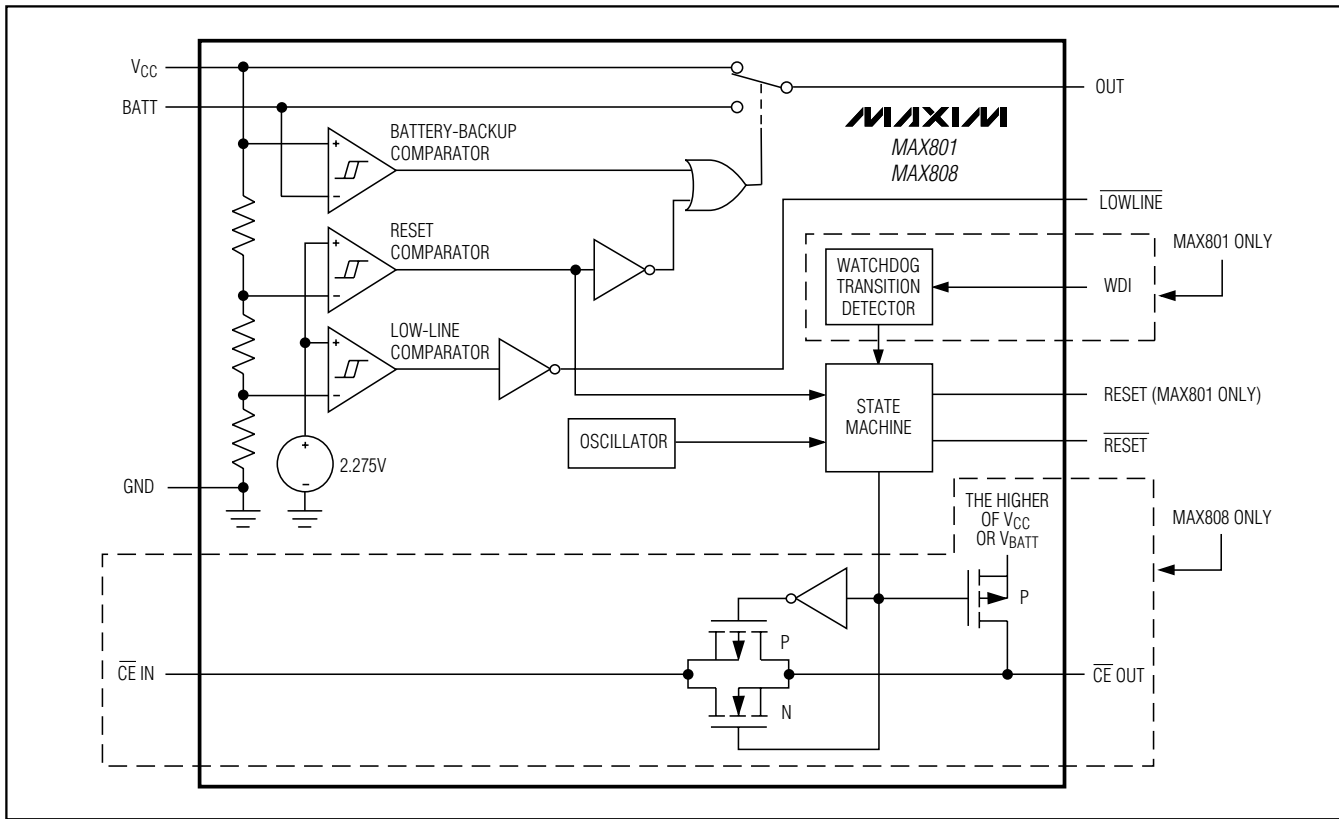 VCC
BATT
OUT
MAXIM
MAX801
MAX808
BATTERY-BACKUP
COMPARATOR
+
−
LOWLINE
RESET
COMPARATOR
+
−
MAX801 ONLY
WATCHDOG
TRANSITION
DETECTOR
WDI
LOW-LINE
COMPARATOR
+
−
STATE
MACHINE
RESET (MAX801 ONLY)
OSCILLATOR
RESET
+
−
2.275V
GND
THE HIGHER
OF VCC
OR VBATT
MAX808 ONLY
P
P
CE IN
CE OUT
N